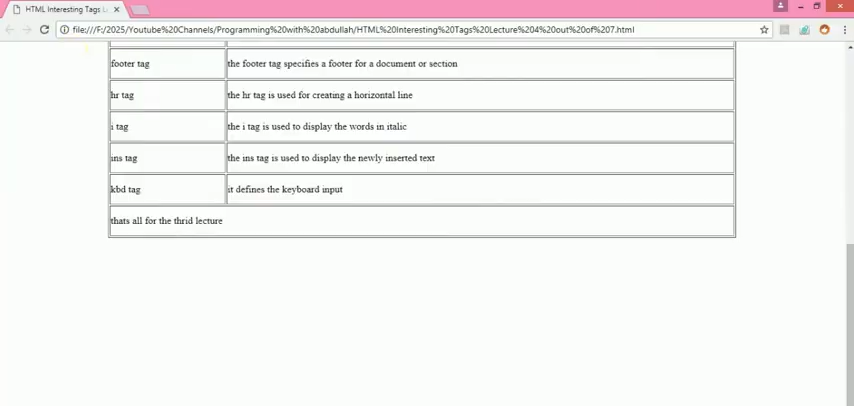 HTML Interesting Tags L
file:///F:/2025/Youtube%20Channels/Programming%20with%20abdullah/HTML%20Interesting%20Tags%20Lecture%204%20out%20of%207.html
footer tag the footer tag specifies a footer for a document or section
hr tag the hr tag is used for creating a horizontal line
i tag the i tag is used to display the words in italic
ins tag the ins tag is used to display the newly inserted text
kbd tag it defines the keyboard input
thats all for the thrid lecture